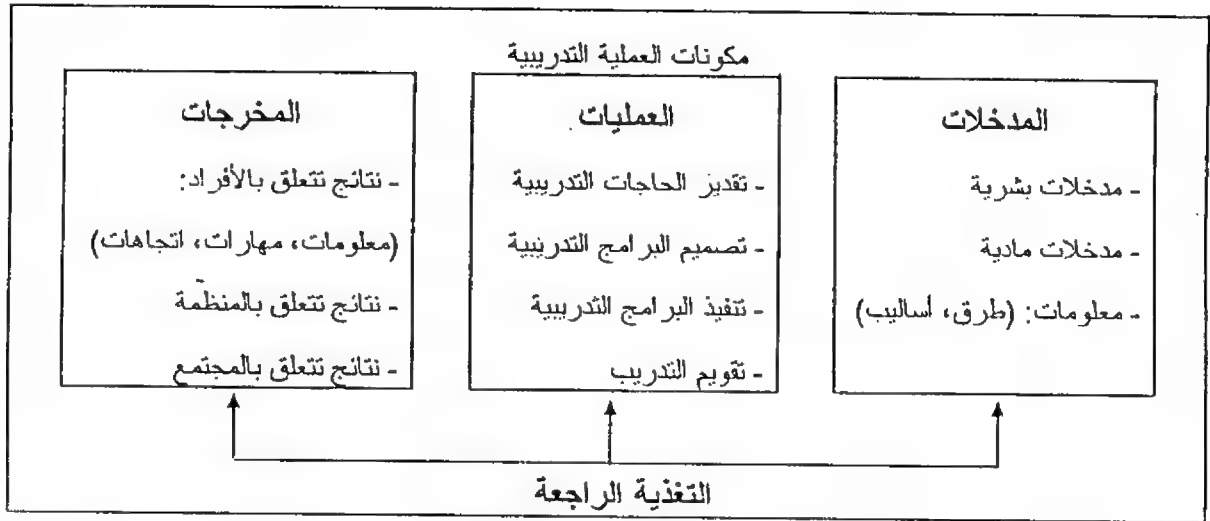 مكونات العملية التدريبية
المدخلات
- مدخلات بشرية
- مدخلات مادية
- معلومات: (طرق، أساليب)
العمليات
- تقدير الحاجات التدريبية
- تصميم البرامج التدريبية
- تنفيذ البرامج التدريبية
- تقويم التدريب
المخرجات
- نتائج تتعلق بالأفراد:
(معلومات، مهارات، اتجاهات)
- نتائج تتعلق بالمنظمة
- نتائج تتعلق بالمجتمع
التغذية الراجعة